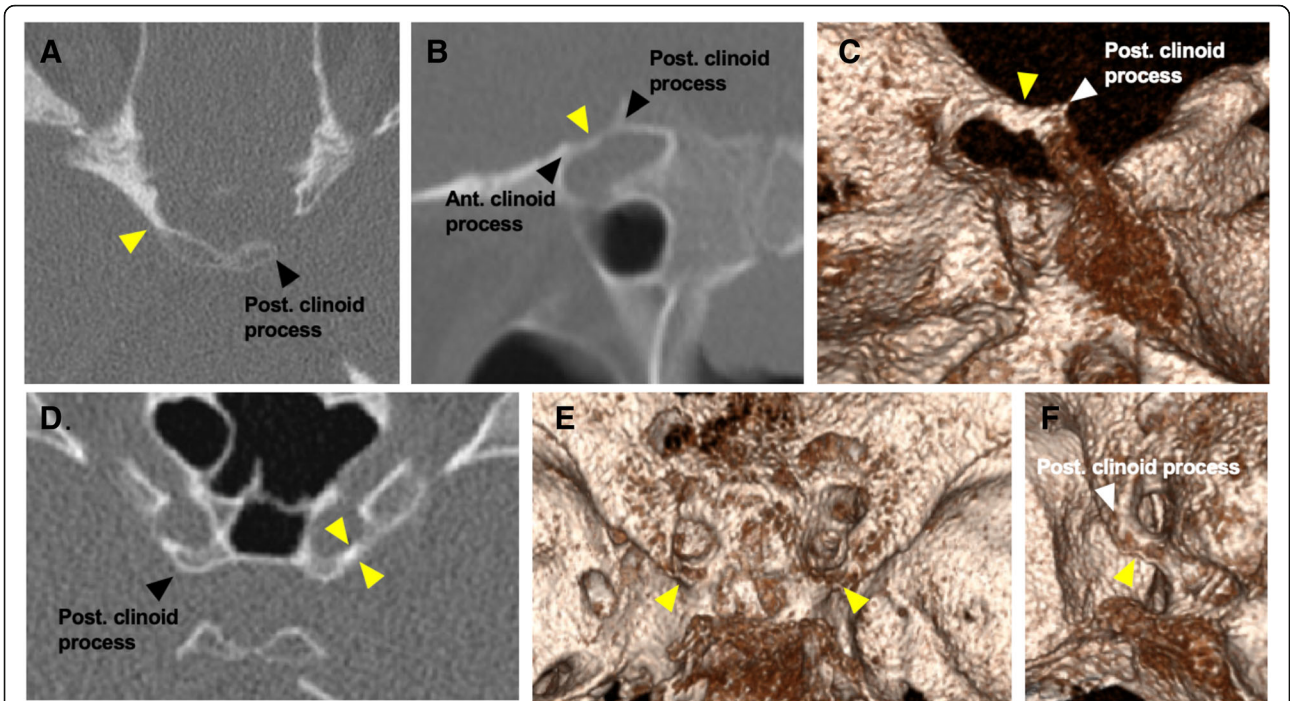 A
Post. clinoid
process
B
Post. clinoid
process
Ant. clinoid
process
C
Post. clinoid
process
D.
Post. clinoid
process
E
F
Post. clinoid process